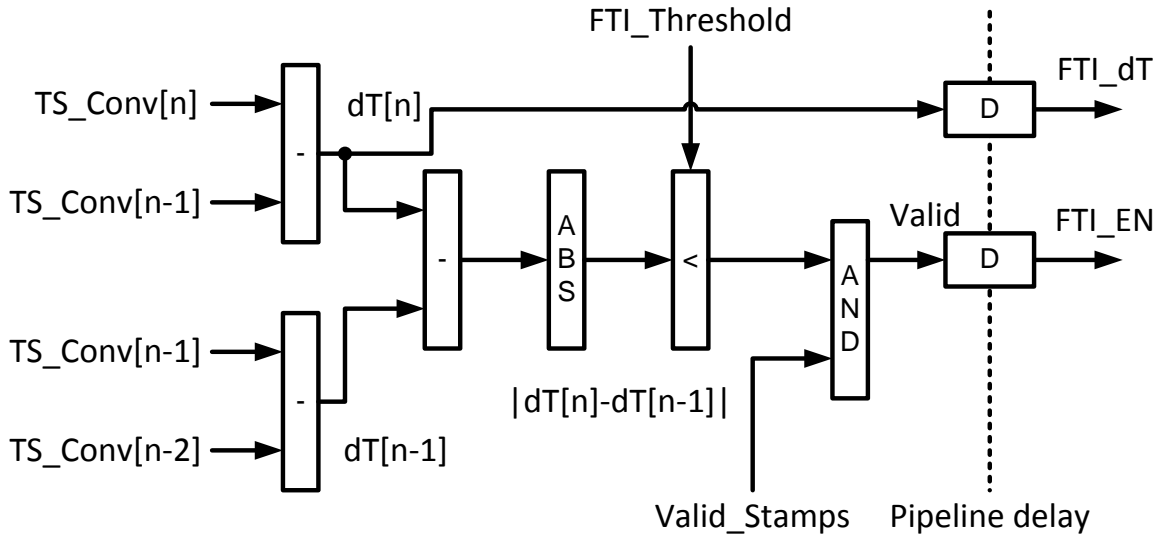 FTI_Threshold
FTI_dT
TS_Conv[n]
dT[n]
D
-
TS_Conv[n-1]
A
B
S
Valid
FTI_EN
-
<
D
A
N
D
TS_Conv[n-1]
-
|dT[n]-dT[n-1]|
TS_Conv[n-2]
dT[n-1]
Valid_Stamps
Pipeline delay